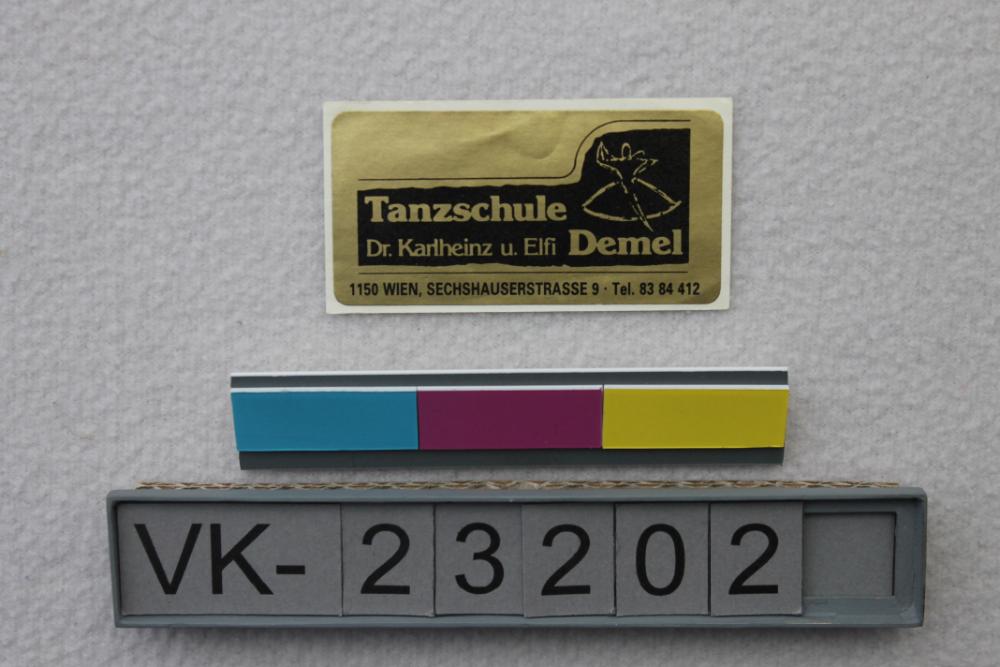 Tanzschule
Dr. Karlheinz u. Elfi Demel
1150 WIEN, SECHSHAUSERSTRASSE 9 · Tel. 83 84 412
VK-23202